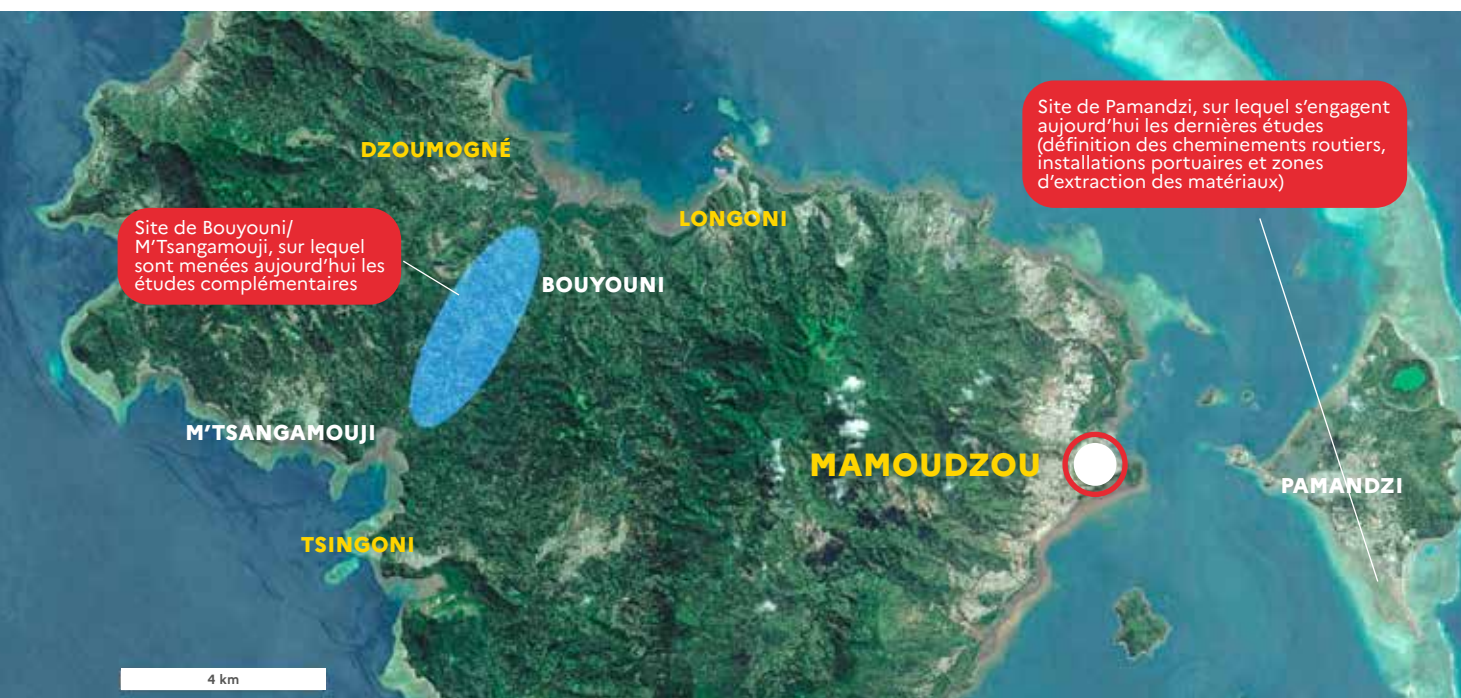 Site de Pamandzi, sur lequel s'engagent
aujourd'hui les dernières études
(définition des cheminements routiers,
installations portuaires et zones
d'extraction des matériaux)
DZOUMOGNÉ
LONGONI
Site de Bouyouni/
M'Tsangamouji, sur lequel
sont menées aujourd'hui les
études complémentaires
BOUYOUNI
M'TSANGAMOUJI
MAMOUDZOU
PAMANDZI
TSINGONI
4 km